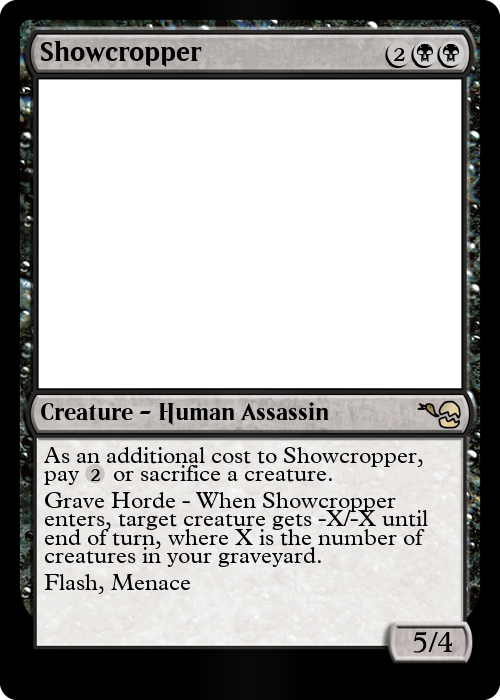 Showcropper 2
Creature – Human Assassin
As an additional cost to Showcropper,
pay 2 or sacrifice a creature.
Grave Horde - When Showcropper
enters, target creature gets -X/-X until
end of turn, where X is the number of
creatures in your graveyard.
Flash, Menace
5/4